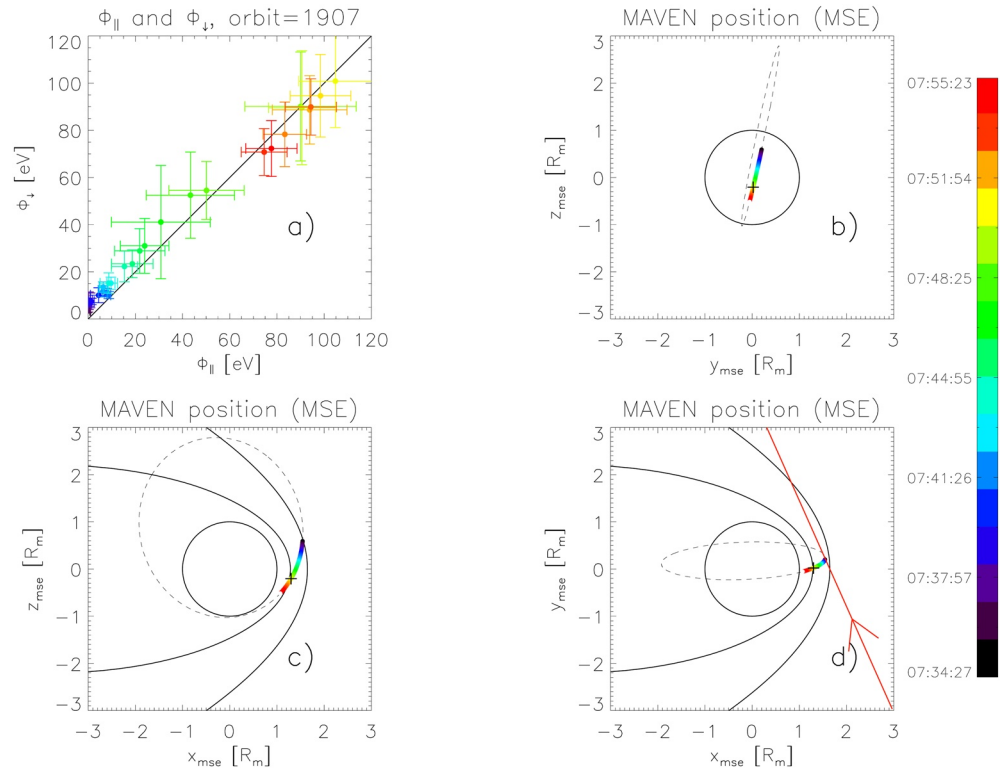 Φ∥ and Φ↓, orbit=1907
120
100
80
60
40
20
0
Φ↓ [eV]
a)
0 20 40 60 80 100 120
Φ∥ [eV]
MAVEN position (MSE)
3
2
1
0
−1
−2
−3
z_mse [R_m]
b)
−3 −2 −1 0 1 2 3
y_mse [R_m]
MAVEN position (MSE)
3
2
1
0
−1
−2
−3
z_mse [R_m]
c)
−3 −2 −1 0 1 2 3
x_mse [R_m]
MAVEN position (MSE)
3
2
1
0
−1
−2
−3
y_mse [R_m]
d)
−3 −2 −1 0 1 2 3
x_mse [R_m]
07:55:23
07:51:54
07:48:25
07:44:55
07:41:26
07:37:57
07:34:27